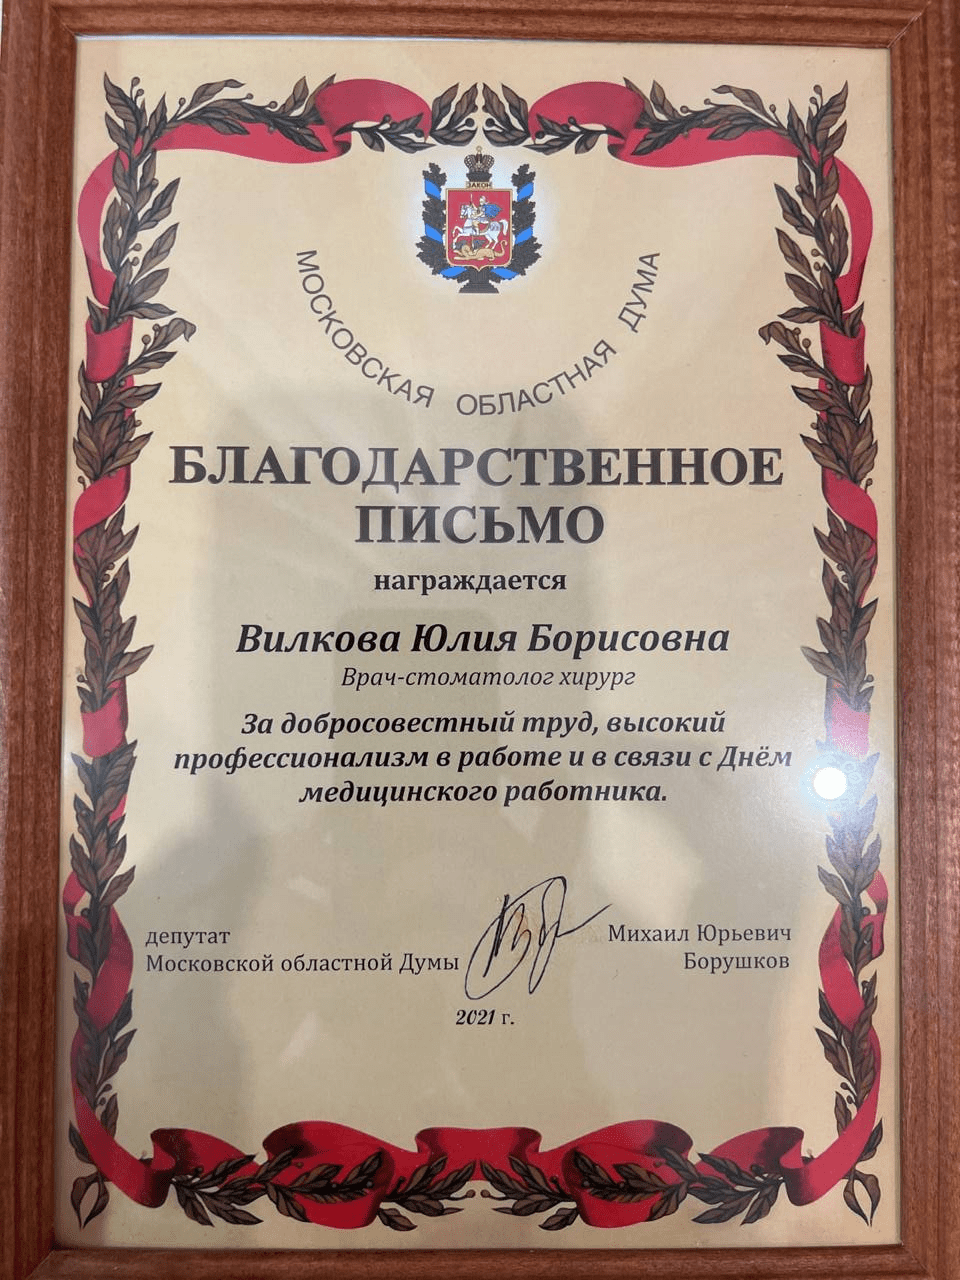 ЗАКОН
МОСКОВСКАЯ ОБЛАСТНАЯ ДУМА
БЛАГОДАРСТВЕННОЕ
ПИСЬМО
награждается
Вилкова Юлия Борисовна
Врач-стоматолог хирург
За добросовестный труд, высокий
профессионализм в работе и в связи с Днём
медицинского работника.
депутат
Московской областной Думы
Михаил Юрьевич
Борушков
2021 г.